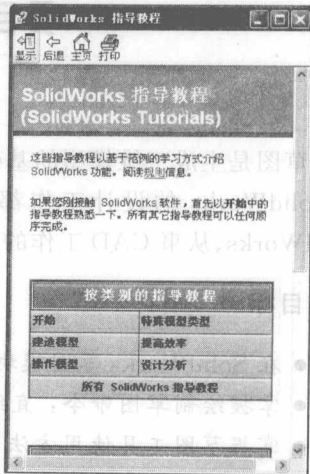 SolidWorks 指导教程
显示 后退 主页 打印
SolidWorks 指导教程
(SolidWorks Tutorials)
这些指导教程以基于范例的学习方式介绍
SolidWorks 功能。阅读规则信息。
如果您刚接触 SolidWorks 软件，首先以开始中的
指导教程熟悉一下。所有其它指导教程可以任何顺
序完成。
按类别的指导教程
开始 特殊模型类型
建造模型 提高效率
操作模型 设计分析
所有 SolidWorks 指导教程